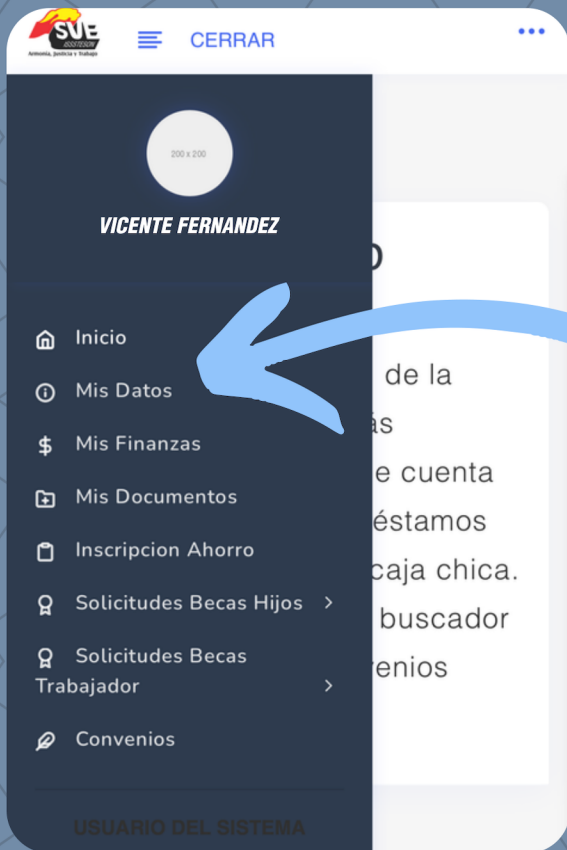 SUE
ISSSTESON
Armonía, Justicia y Trabajo
CERRAR
200 x 200
VICENTE FERNANDEZ
Inicio
Mis Datos
Mis Finanzas
Mis Documentos
Inscripcion Ahorro
Solicitudes Becas Hijos
Solicitudes Becas
Trabajador
Convenios
USUARIO DEL SISTEMA
de la
ás
e cuenta
éstamos
caja chica.
buscador
enios